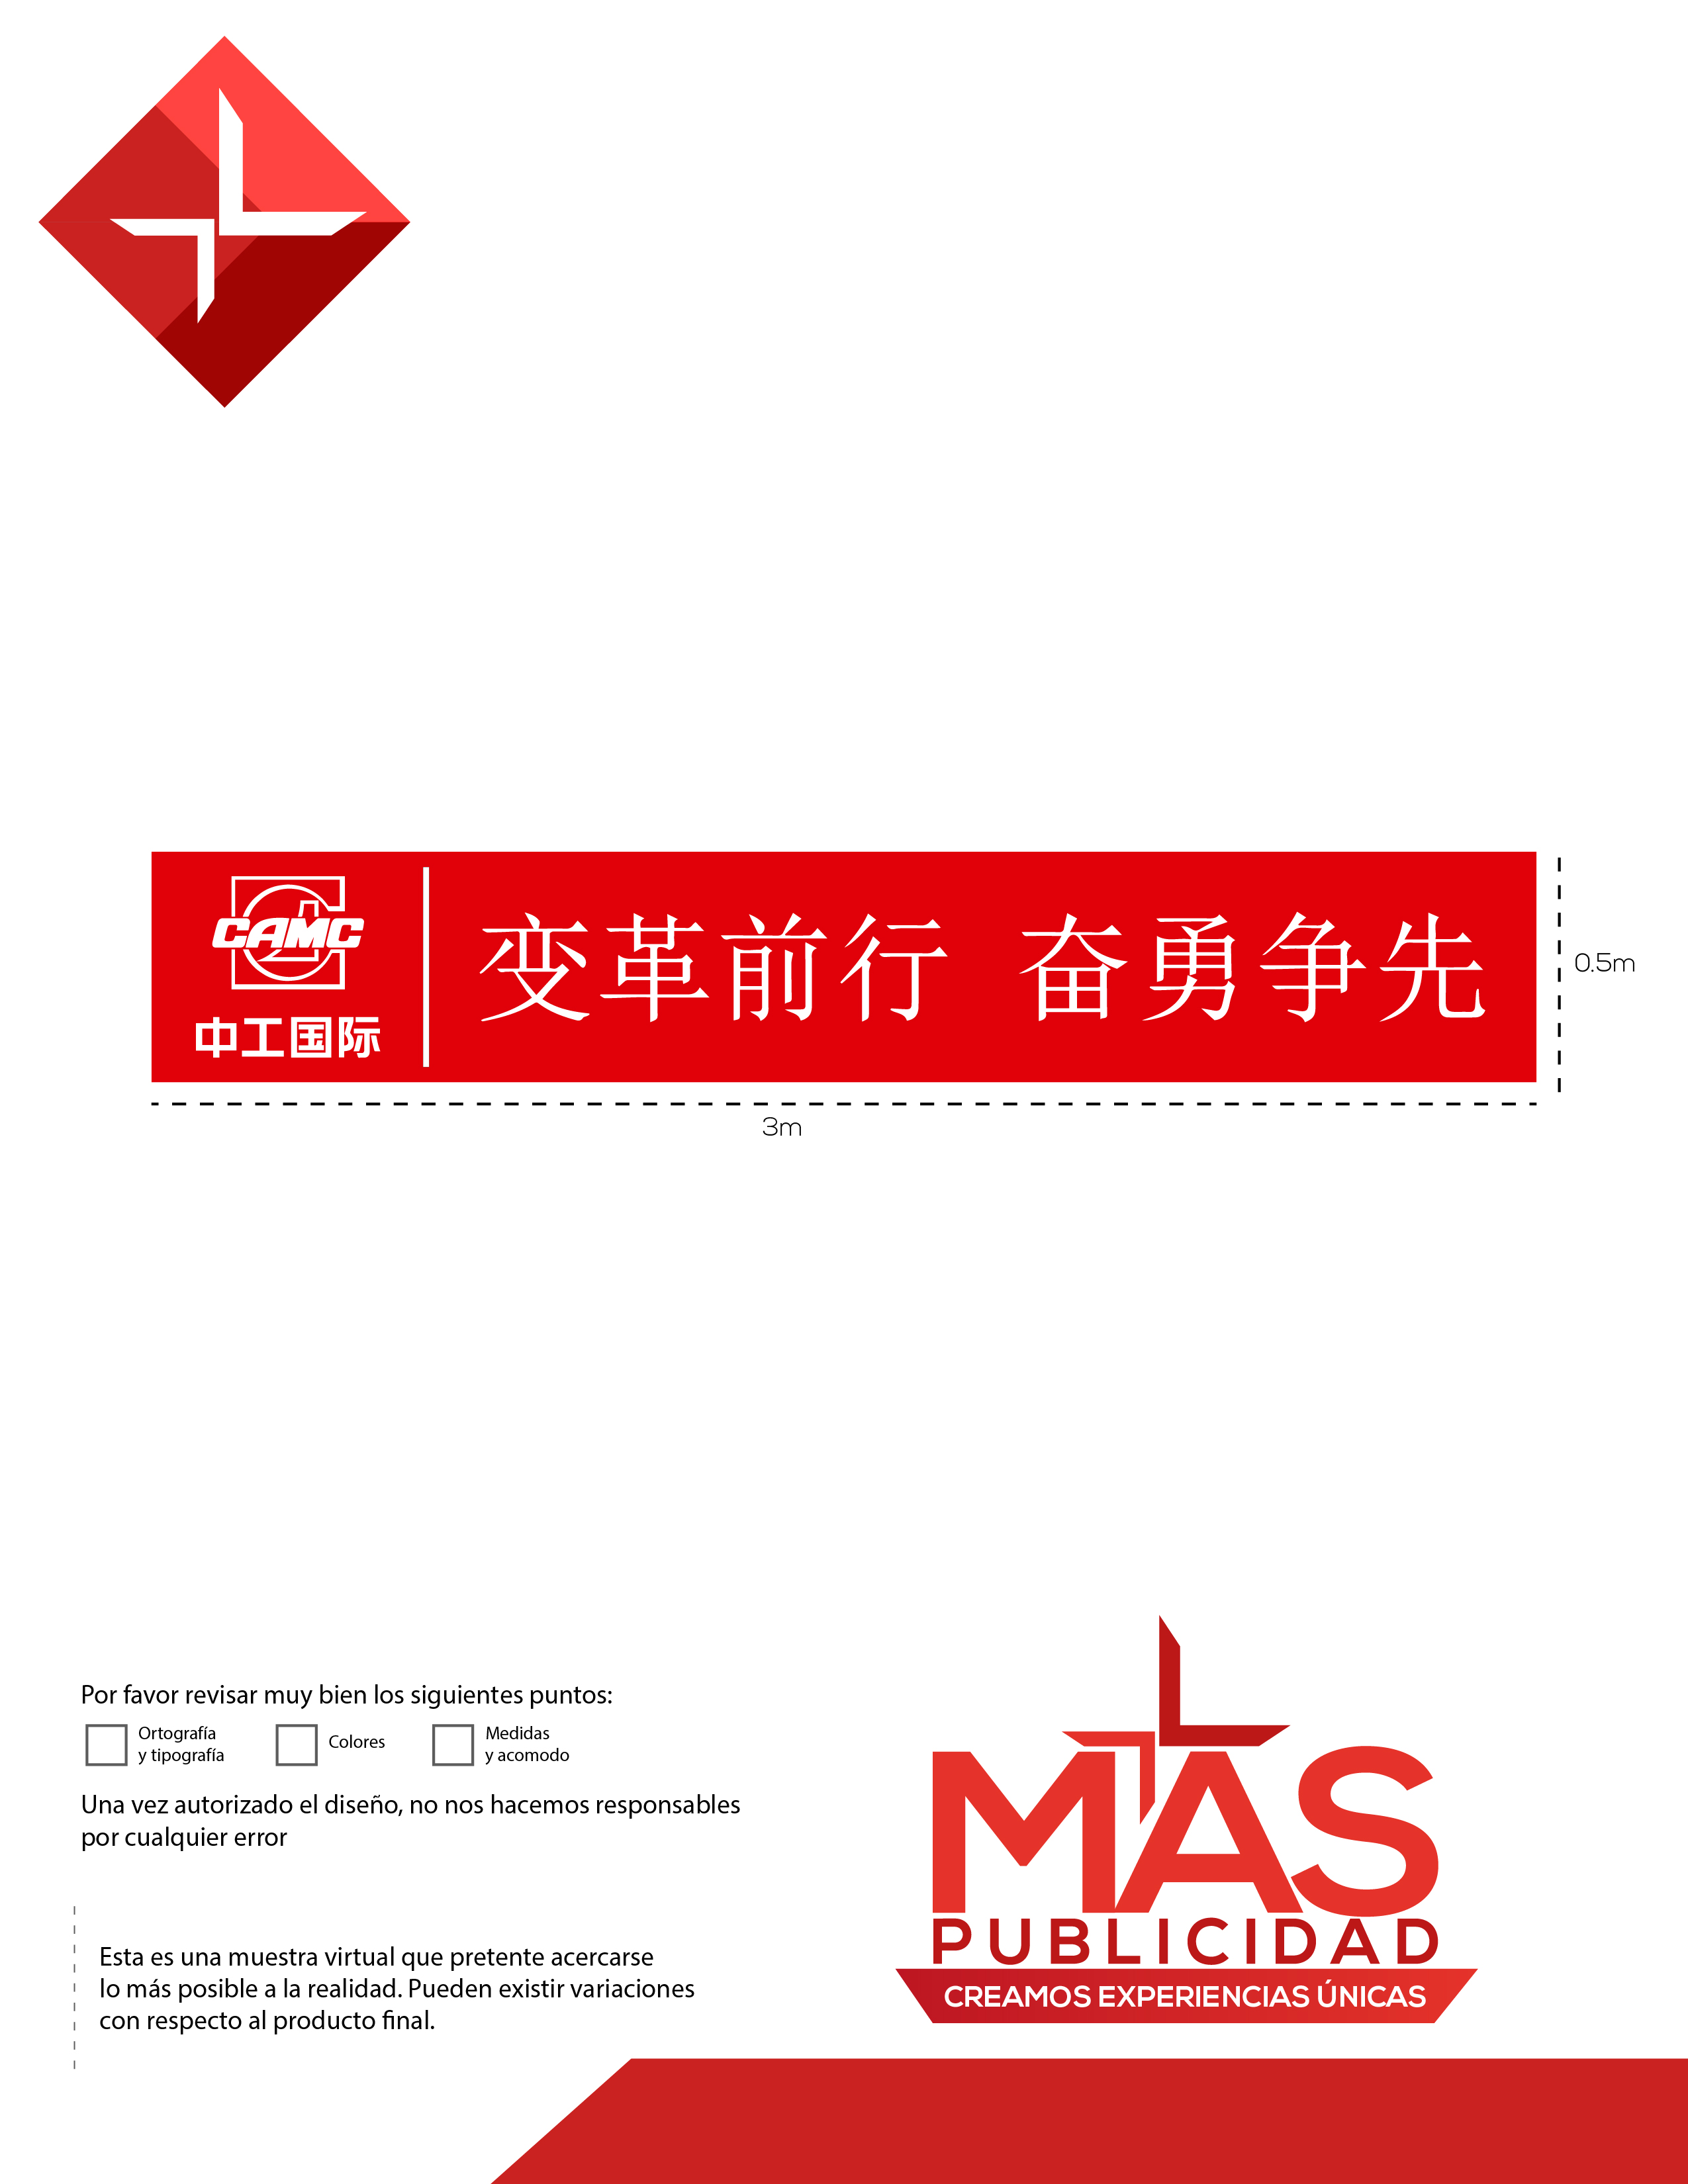 CAMC
中工国际
变革前行 奋勇争先
0.5m
3m
Por favor revisar muy bien los siguientes puntos:
Ortografía
y tipografía
Colores
Medidas
y acomodo
Una vez autorizado el diseño, no nos hacemos responsables
por cualquier error
Esta es una muestra virtual que pretente acercarse
lo más posible a la realidad. Pueden existir variaciones
con respecto al producto final.
MAS
PUBLICIDAD
CREAMOS EXPERIENCIAS ÚNICAS